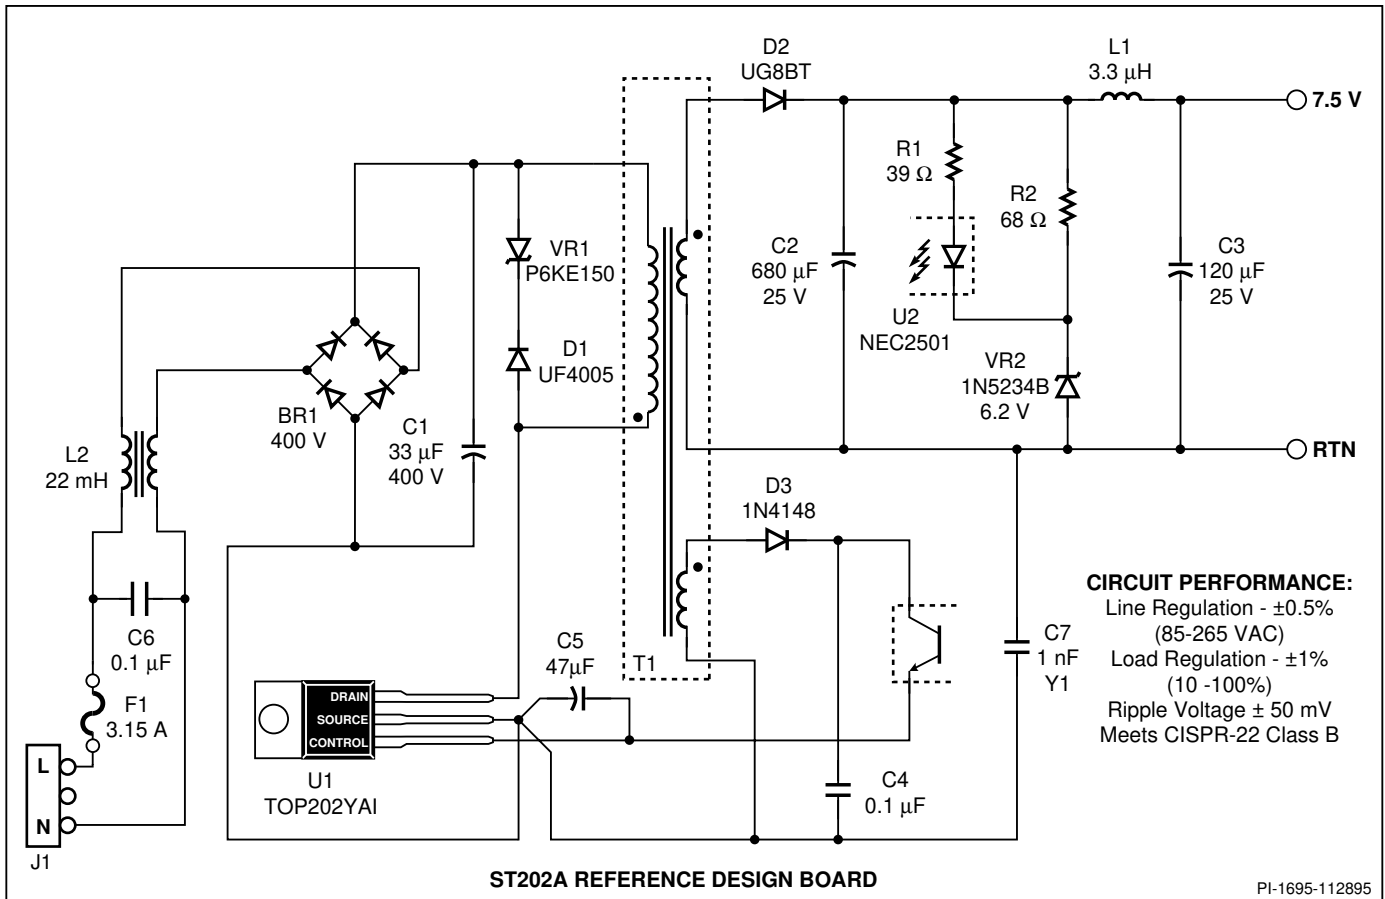 D2
UG8BT
L1
3.3 µH
7.5 V
R1
39 Ω
R2
68 Ω
VR1
P6KE150
C2
680 µF
25 V
C3
120 µF
25 V
U2
NEC2501
D1
UF4005
VR2
1N5234B
6.2 V
BR1
400 V
C1
33 µF
400 V
L2
22 mH
RTN
D3
1N4148
CIRCUIT PERFORMANCE:
Line Regulation - ±0.5%
(85-265 VAC)
Load Regulation - ±1%
(10 -100%)
Ripple Voltage ± 50 mV
Meets CISPR-22 Class B
C6
0.1 µF
C5
47µF
T1
C7
1 nF
Y1
F1
3.15 A
DRAIN
SOURCE
CONTROL
L
N
J1
U1
TOP202YAI
C4
0.1 µF
ST202A REFERENCE DESIGN BOARD
PI-1695-112895